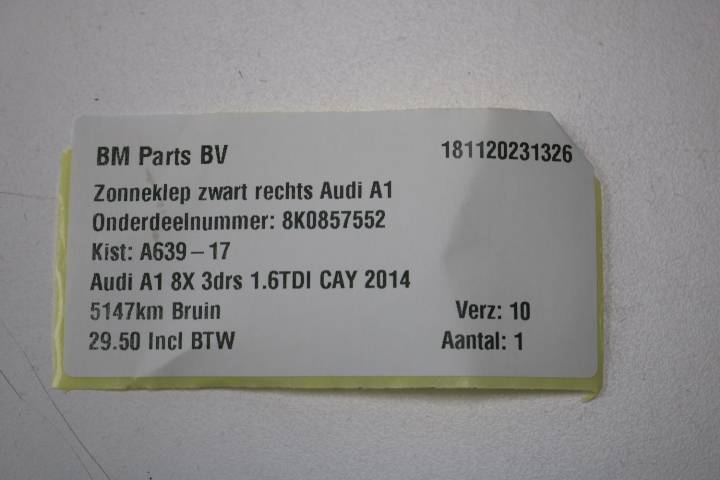 BM Parts BV 181120231326
Zonneklep zwart rechts Audi A1
Onderdeelnummer: 8K0857552
Kist: A639-17
Audi A1 8X 3drs 1.6TDI CAY 2014
5147km Bruin Verz: 10
29.50 Incl BTW Aantal: 1